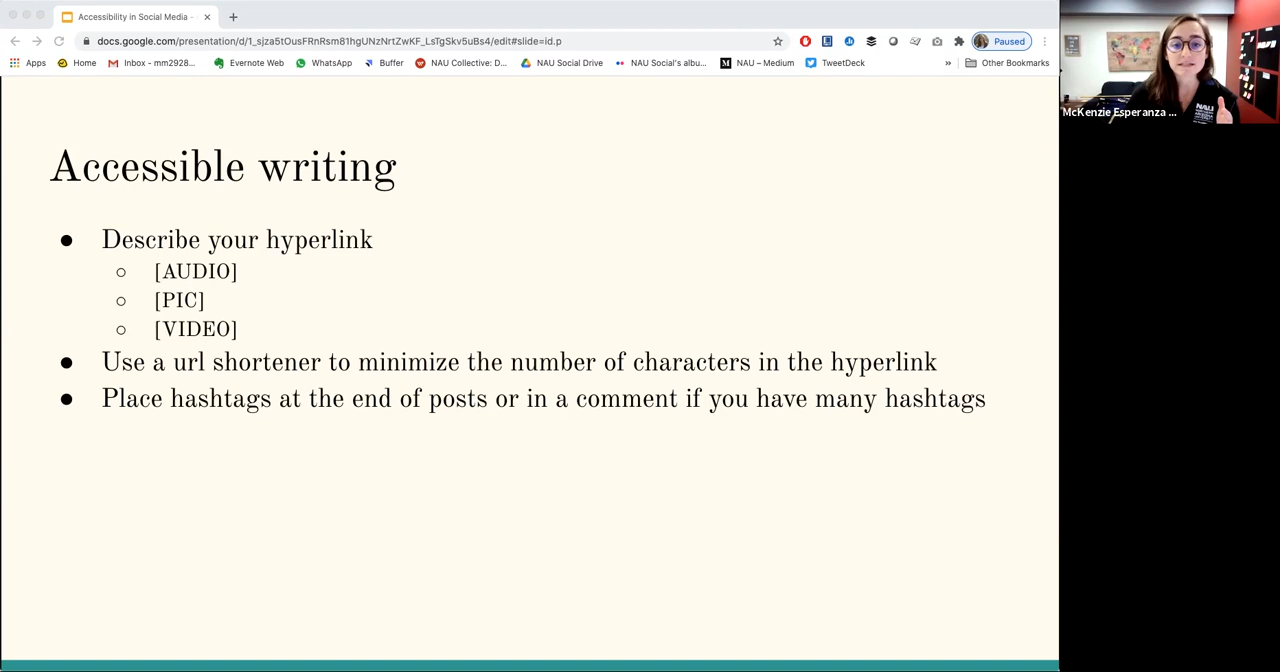 Accessibility in Social Media -
docs.google.com/presentation/d/1_sjza5tOusFRnRsm81hgUNzNrtZwKF_LsTgSkv5uBs4/edit#slide=id.p
Paused
Apps Home Inbox - mm2928... Evernote Web WhatsApp Buffer NAU Collective: D... NAU Social Drive NAU Social's albu... NAU – Medium TweetDeck » Other Bookmarks
NAU
McKenzie Esperanza ...
Accessible writing
● Describe your hyperlink
○ [AUDIO]
○ [PIC]
○ [VIDEO]
● Use a url shortener to minimize the number of characters in the hyperlink
● Place hashtags at the end of posts or in a comment if you have many hashtags